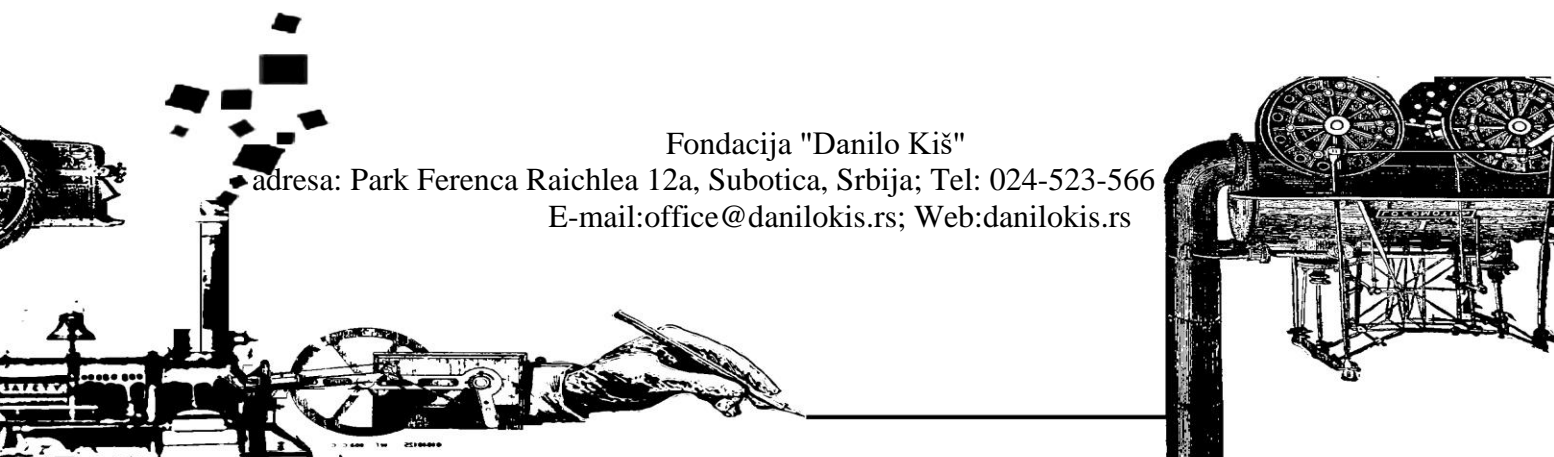 Fondacija "Danilo Kiš"
adresa: Park Ferenca Raichlea 12a, Subotica, Srbija; Tel: 024-523-566
E-mail:office@danilokis.rs; Web:danilokis.rs
SAFETY